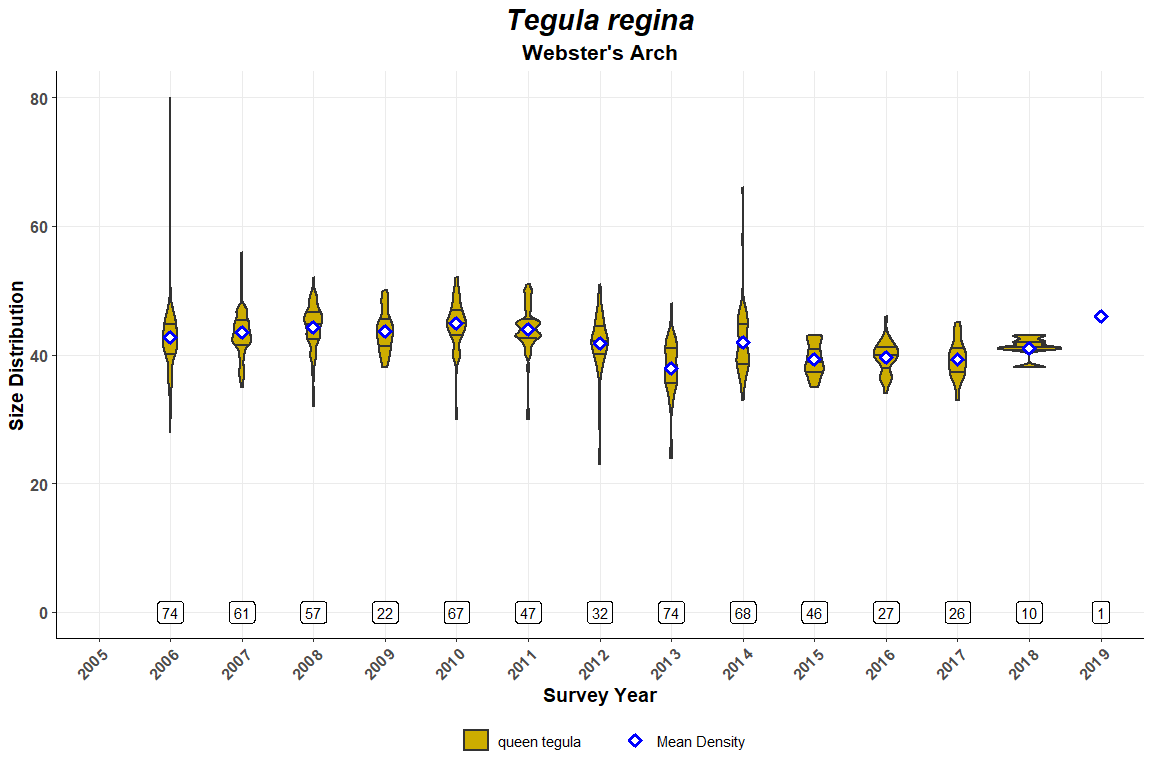 Tegula regina
Webster's Arch
Size Distribution
80
60
40
20
0
74 61 57 22 67 47 32 74 68 46 27 26 10 1
2005 2006 2007 2008 2009 2010 2011 2012 2013 2014 2015 2016 2017 2018 2019
Survey Year
queen tegula Mean Density